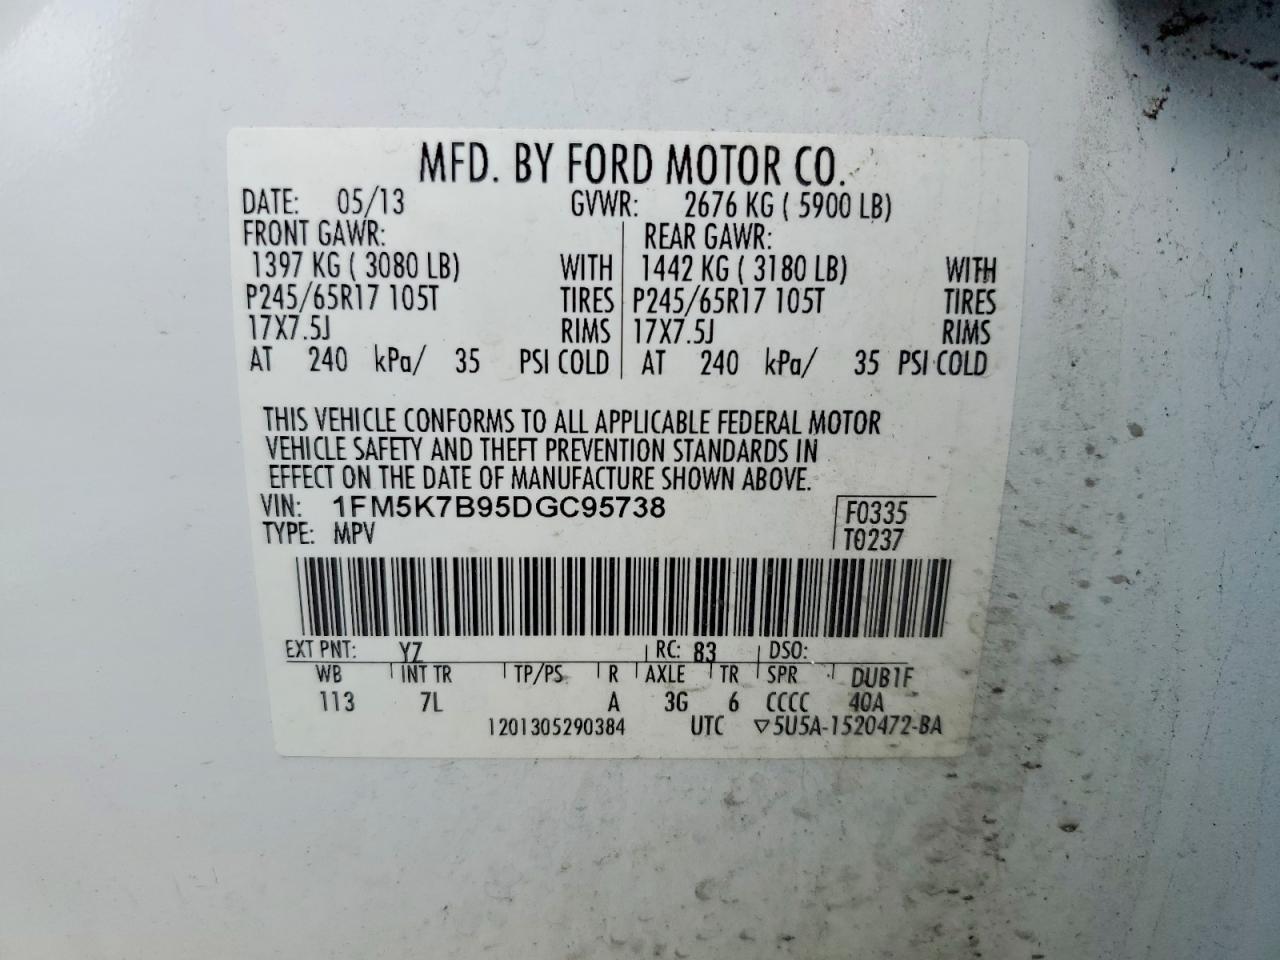 MFD. BY FORD MOTOR CO.
DATE: 05/13 GVWR: 2676 KG ( 5900 LB)
FRONT GAWR: REAR GAWR:
1397 KG ( 3080 LB) WITH 1442 KG ( 3180 LB) WITH
P245/65R17 105T TIRES P245/65R17 105T TIRES
17X7.5J RIMS 17X7.5J RIMS
AT 240 kPa/ 35 PSI COLD AT 240 kPa/ 35 PSI COLD
THIS VEHICLE CONFORMS TO ALL APPLICABLE FEDERAL MOTOR
VEHICLE SAFETY AND THEFT PREVENTION STANDARDS IN
EFFECT ON THE DATE OF MANUFACTURE SHOWN ABOVE.
VIN: 1FM5K7B95DGC95738 F0335
TYPE: MPV T0237
EXT PNT: YZ RC: 83 DSO:
WB INT TR TP/PS R AXLE TR SPR DUB1F
113 7L A 3G 6 CCCC 40A
1201305290384 UTC ▽5U5A-1520472-BA